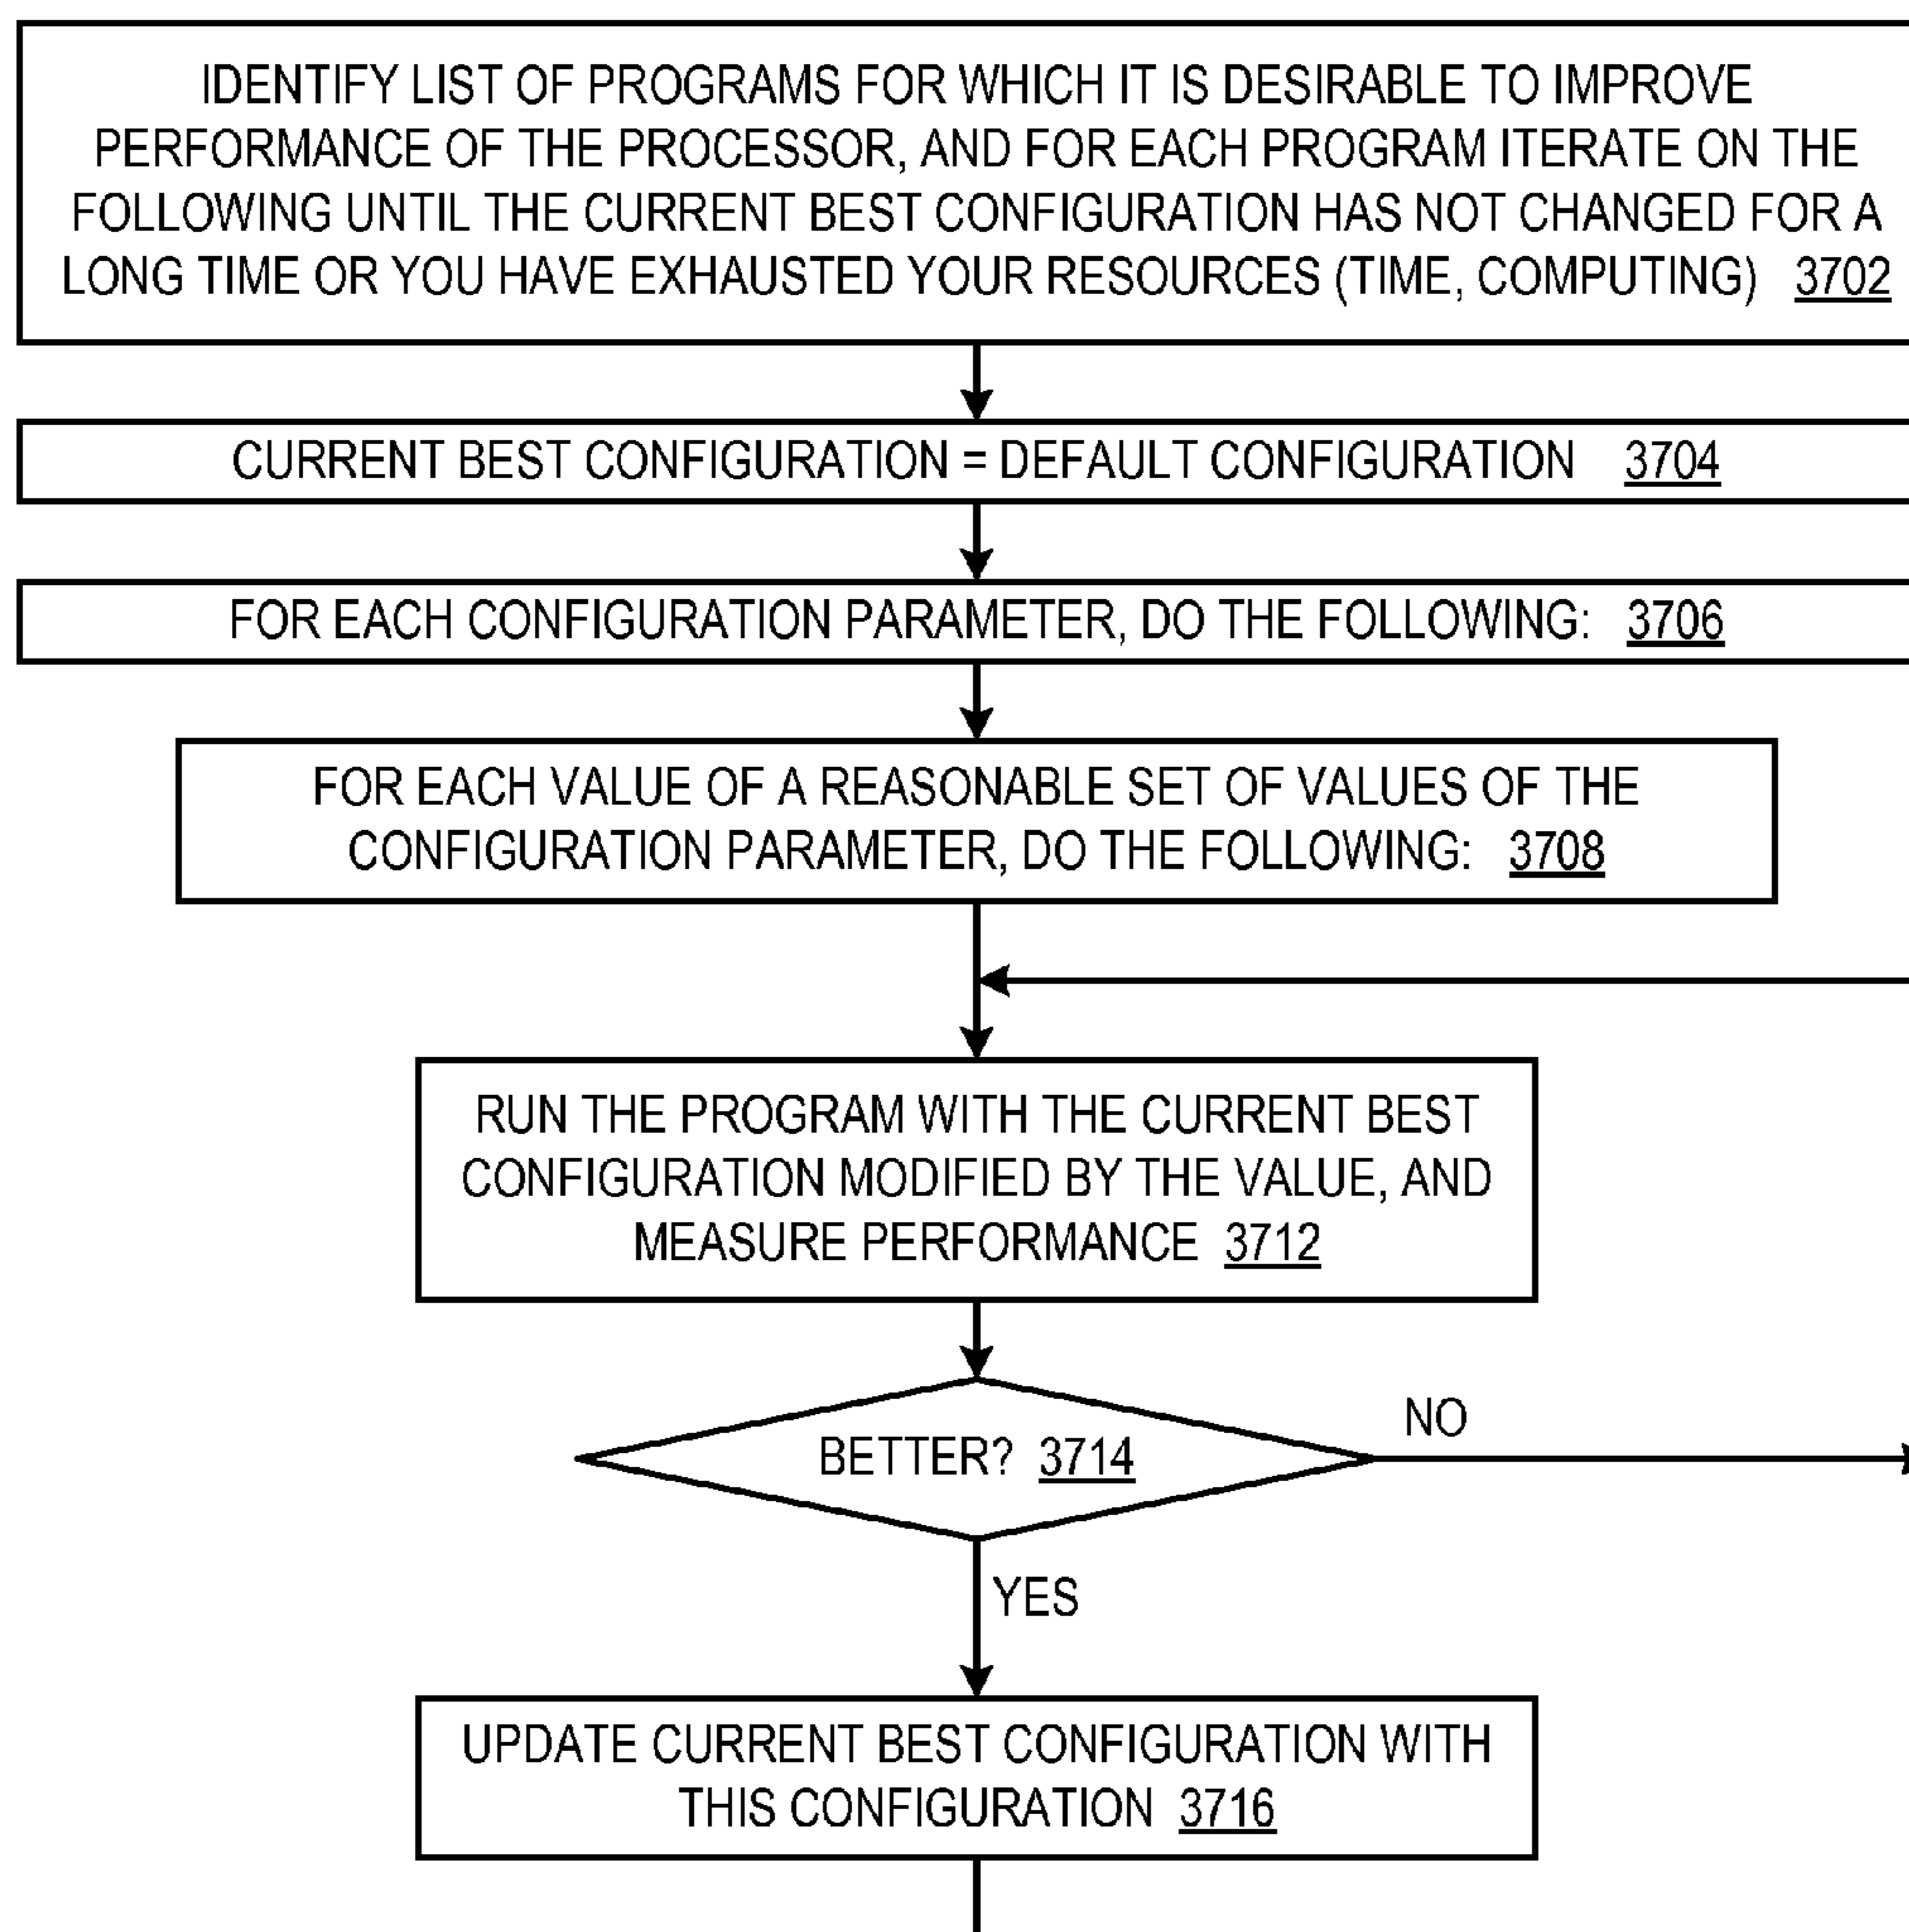 IDENTIFY LIST OF PROGRAMS FOR WHICH IT IS DESIRABLE TO IMPROVE
PERFORMANCE OF THE PROCESSOR, AND FOR EACH PROGRAM ITERATE ON THE
FOLLOWING UNTIL THE CURRENT BEST CONFIGURATION HAS NOT CHANGED FOR A
LONG TIME OR YOU HAVE EXHAUSTED YOUR RESOURCES (TIME, COMPUTING) 3702
CURRENT BEST CONFIGURATION = DEFAULT CONFIGURATION 3704
FOR EACH CONFIGURATION PARAMETER, DO THE FOLLOWING: 3706
FOR EACH VALUE OF A REASONABLE SET OF VALUES OF THE
CONFIGURATION PARAMETER, DO THE FOLLOWING: 3708
RUN THE PROGRAM WITH THE CURRENT BEST
CONFIGURATION MODIFIED BY THE VALUE, AND
MEASURE PERFORMANCE 3712
BETTER? 3714
NO
YES
UPDATE CURRENT BEST CONFIGURATION WITH
THIS CONFIGURATION 3716